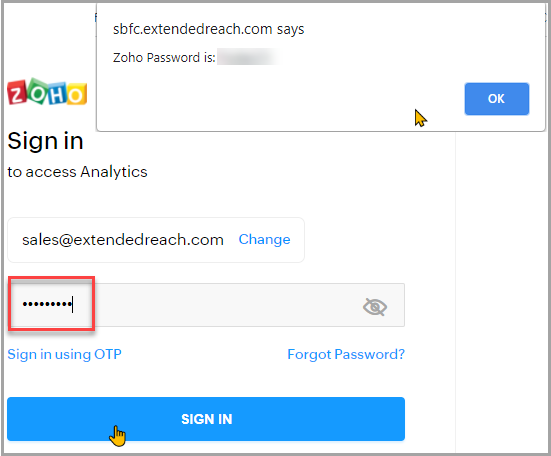 sbfc.extendedreach.com says
Zoho Password is:
OK
ZOHO
Sign in
to access Analytics
sales@extendedreach.com Change
•••••••••
Sign in using OTP Forgot Password?
SIGN IN